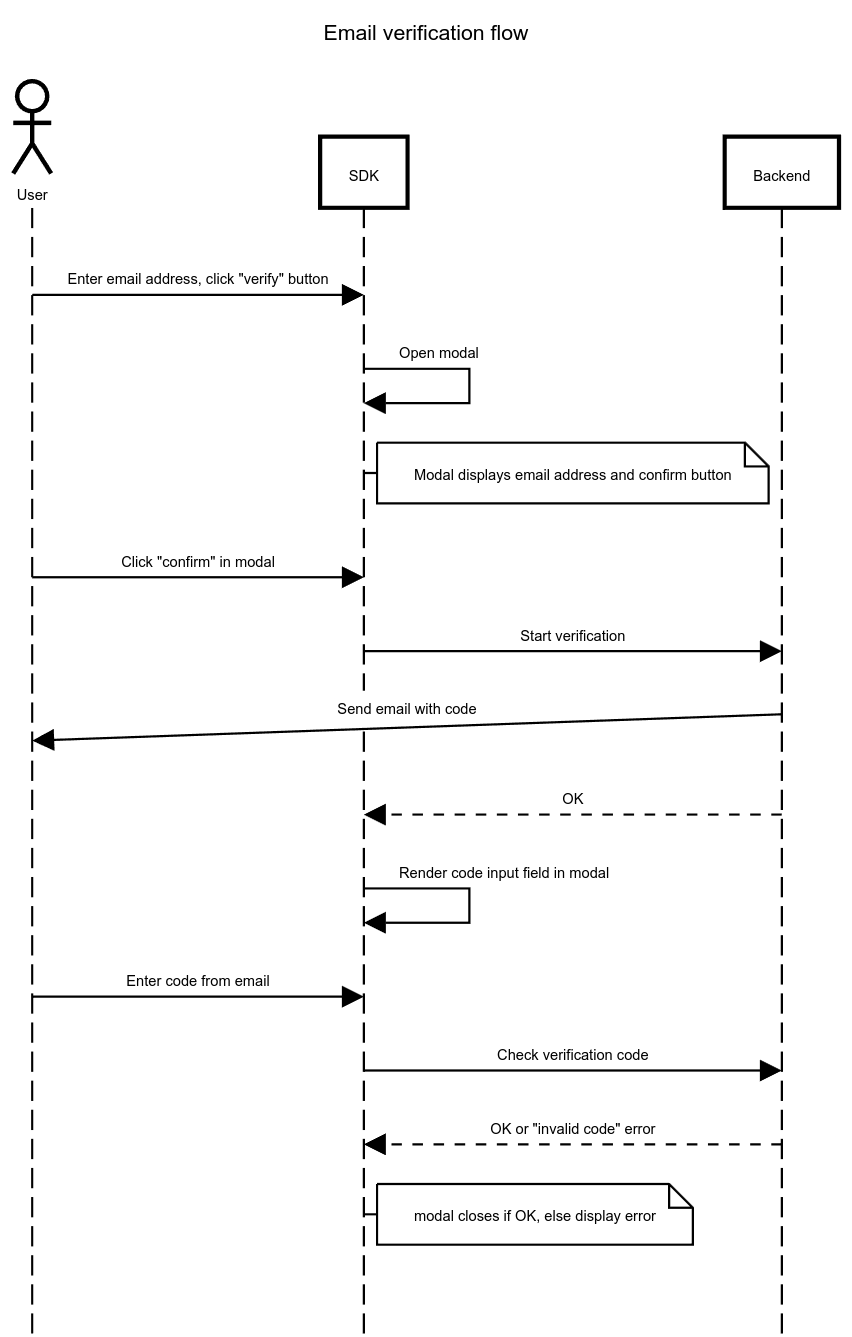 Email verification flow
User
SDK
Backend
Enter email address, click "verify" button
Open modal
Modal displays email address and confirm button
Click "confirm" in modal
Start verification
Send email with code
OK
Render code input field in modal
Enter code from email
Check verification code
OK or "invalid code" error
modal closes if OK, else display error